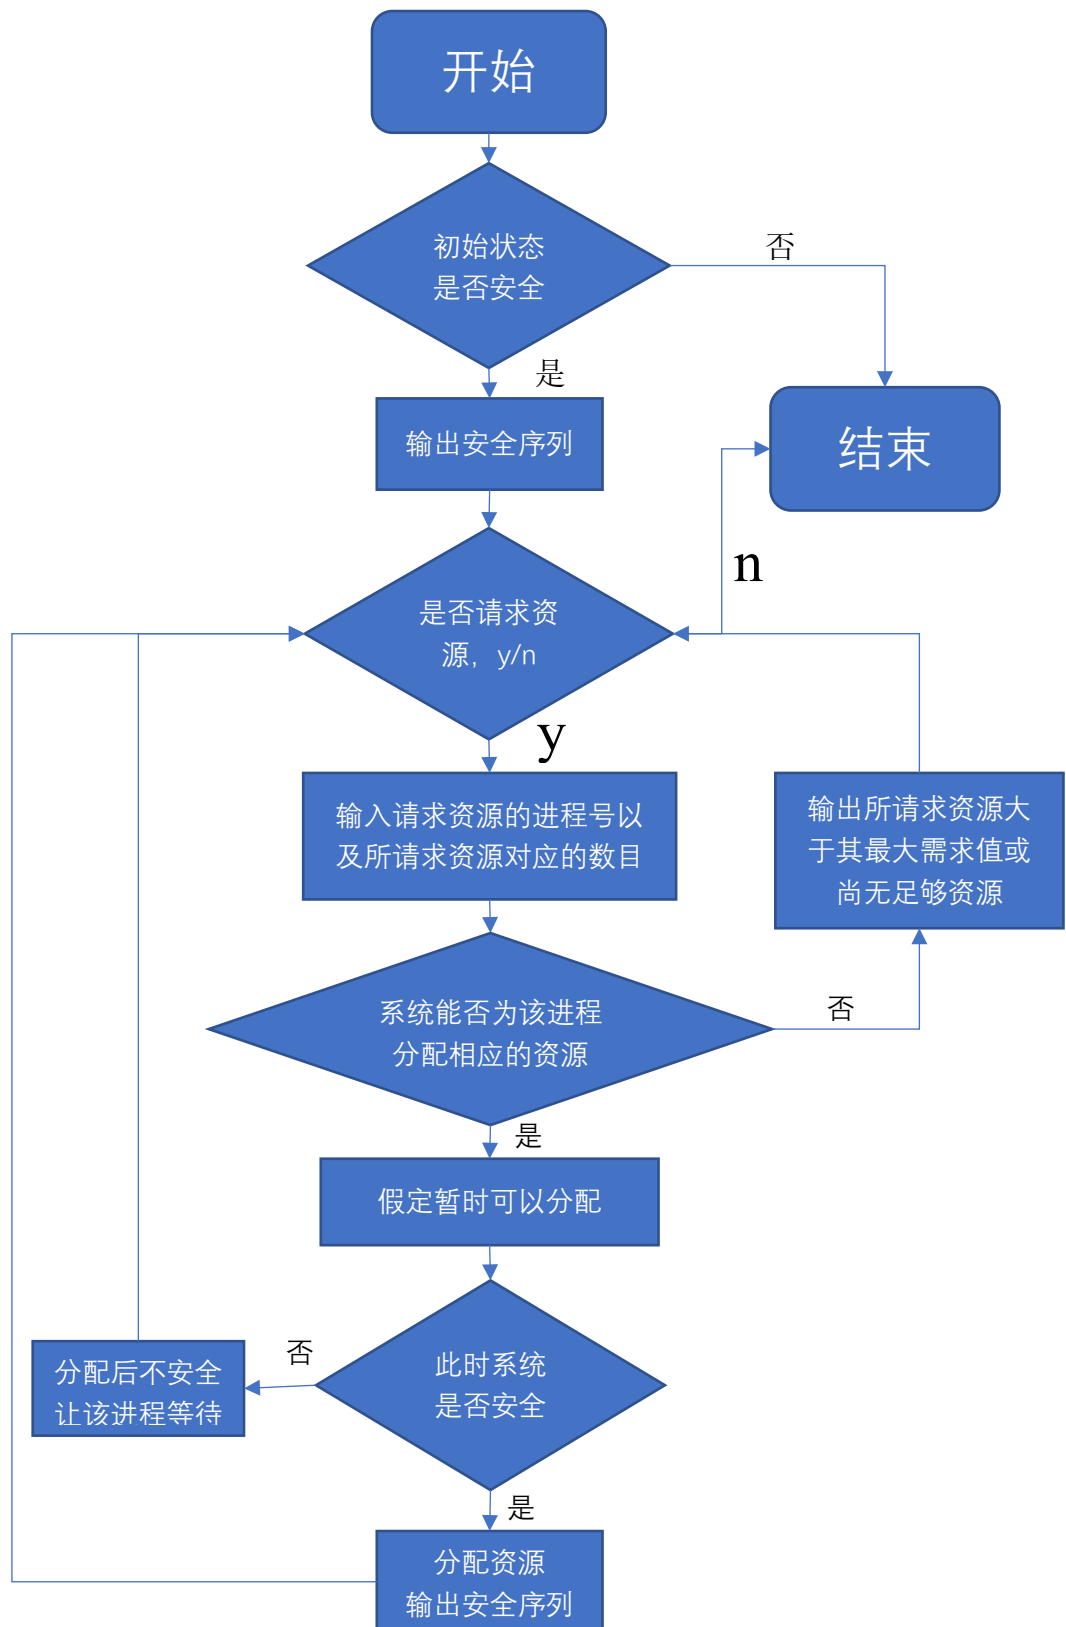 开始
初始状态
是否安全
否
是
输出安全序列
结束
n
是否请求资
源，y/n
y
输入请求资源的进程号以
及所请求资源对应的数目
输出所请求资源大
于其最大需求值或
尚无足够资源
系统能否为该进程
分配相应的资源
否
是
假定暂时可以分配
此时系统
是否安全
否
分配后不安全
让该进程等待
是
分配资源
输出安全序列